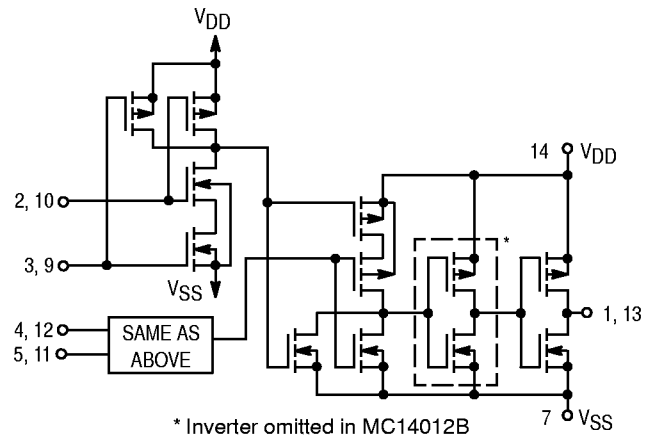 VDD
2, 10
3, 9
VSS
4, 12
5, 11
SAME AS
ABOVE
14
VDD
*
1, 13
7
VSS
* Inverter omitted in MC14012B